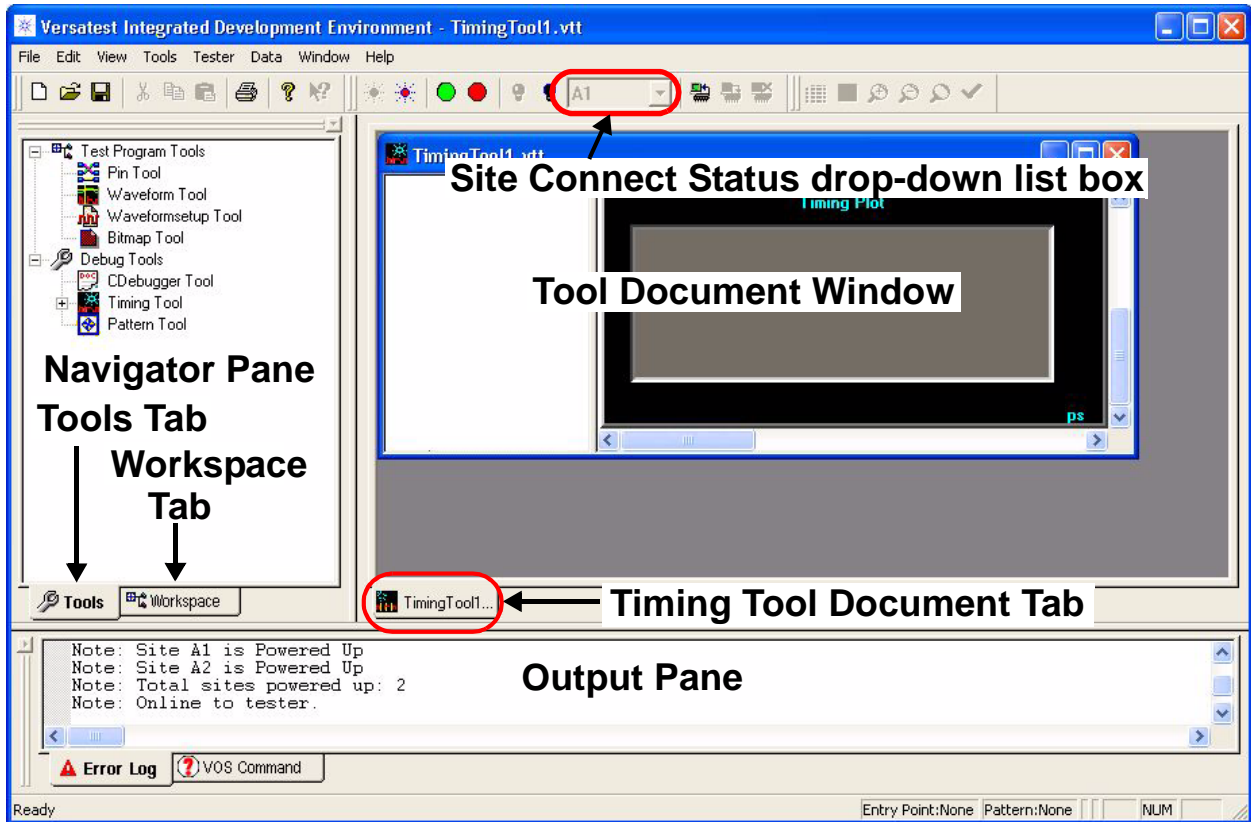 Versatest Integrated Development Environment - TimingTool1.vtt
File Edit View Tools Tester Data Window Help
A1
Test Program Tools
Pin Tool
Waveform Tool
Waveformsetup Tool
Bitmap Tool
Debug Tools
CDebugger Tool
Timing Tool
Pattern Tool
Navigator Pane
Tools Tab
Workspace
Tab
Tools Workspace
TimingTool1.vtt
Site Connect Status drop-down list box
Timing Plot
Tool Document Window
ps
TimingTool1...
Timing Tool Document Tab
Note: Site A1 is Powered Up
Note: Site A2 is Powered Up
Note: Total sites powered up: 2
Note: Online to tester.
Output Pane
Error Log VOS Command
Ready Entry Point:None Pattern:None NUM